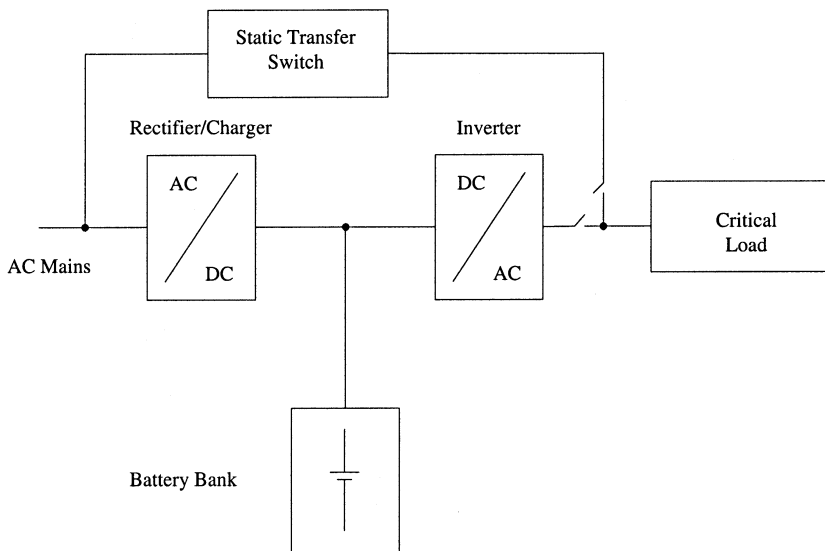 Static Transfer
Switch
Rectifier/Charger
Inverter
AC
DC
DC
AC
AC Mains
Critical
Load
Battery Bank